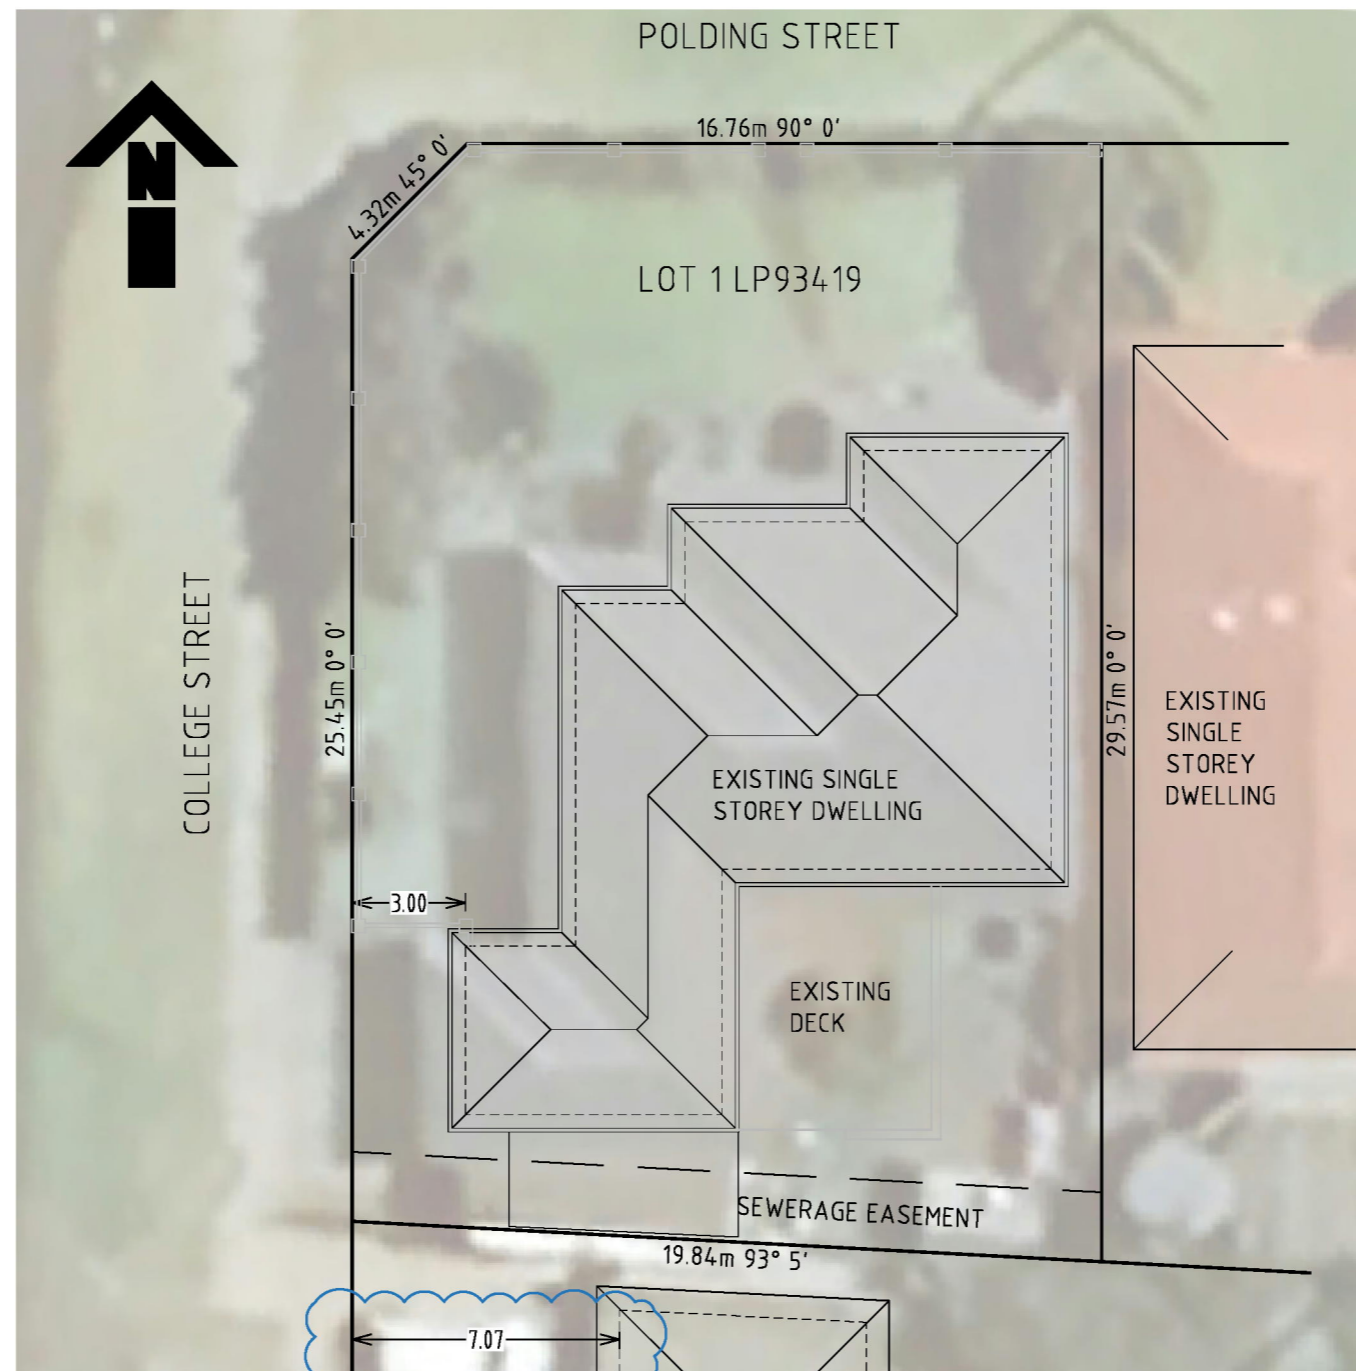 POLDING STREET
N
16.76m 90° 0'
4.32m 45° 0'
LOT 1 LP93419
COLLEGE STREET
25.45m 0° 0'
29.57m 0° 0'
EXISTING
SINGLE
STOREY
DWELLING
EXISTING SINGLE
STOREY DWELLING
3.00
EXISTING
DECK
SEWERAGE EASEMENT
19.84m 93° 5'
7.07